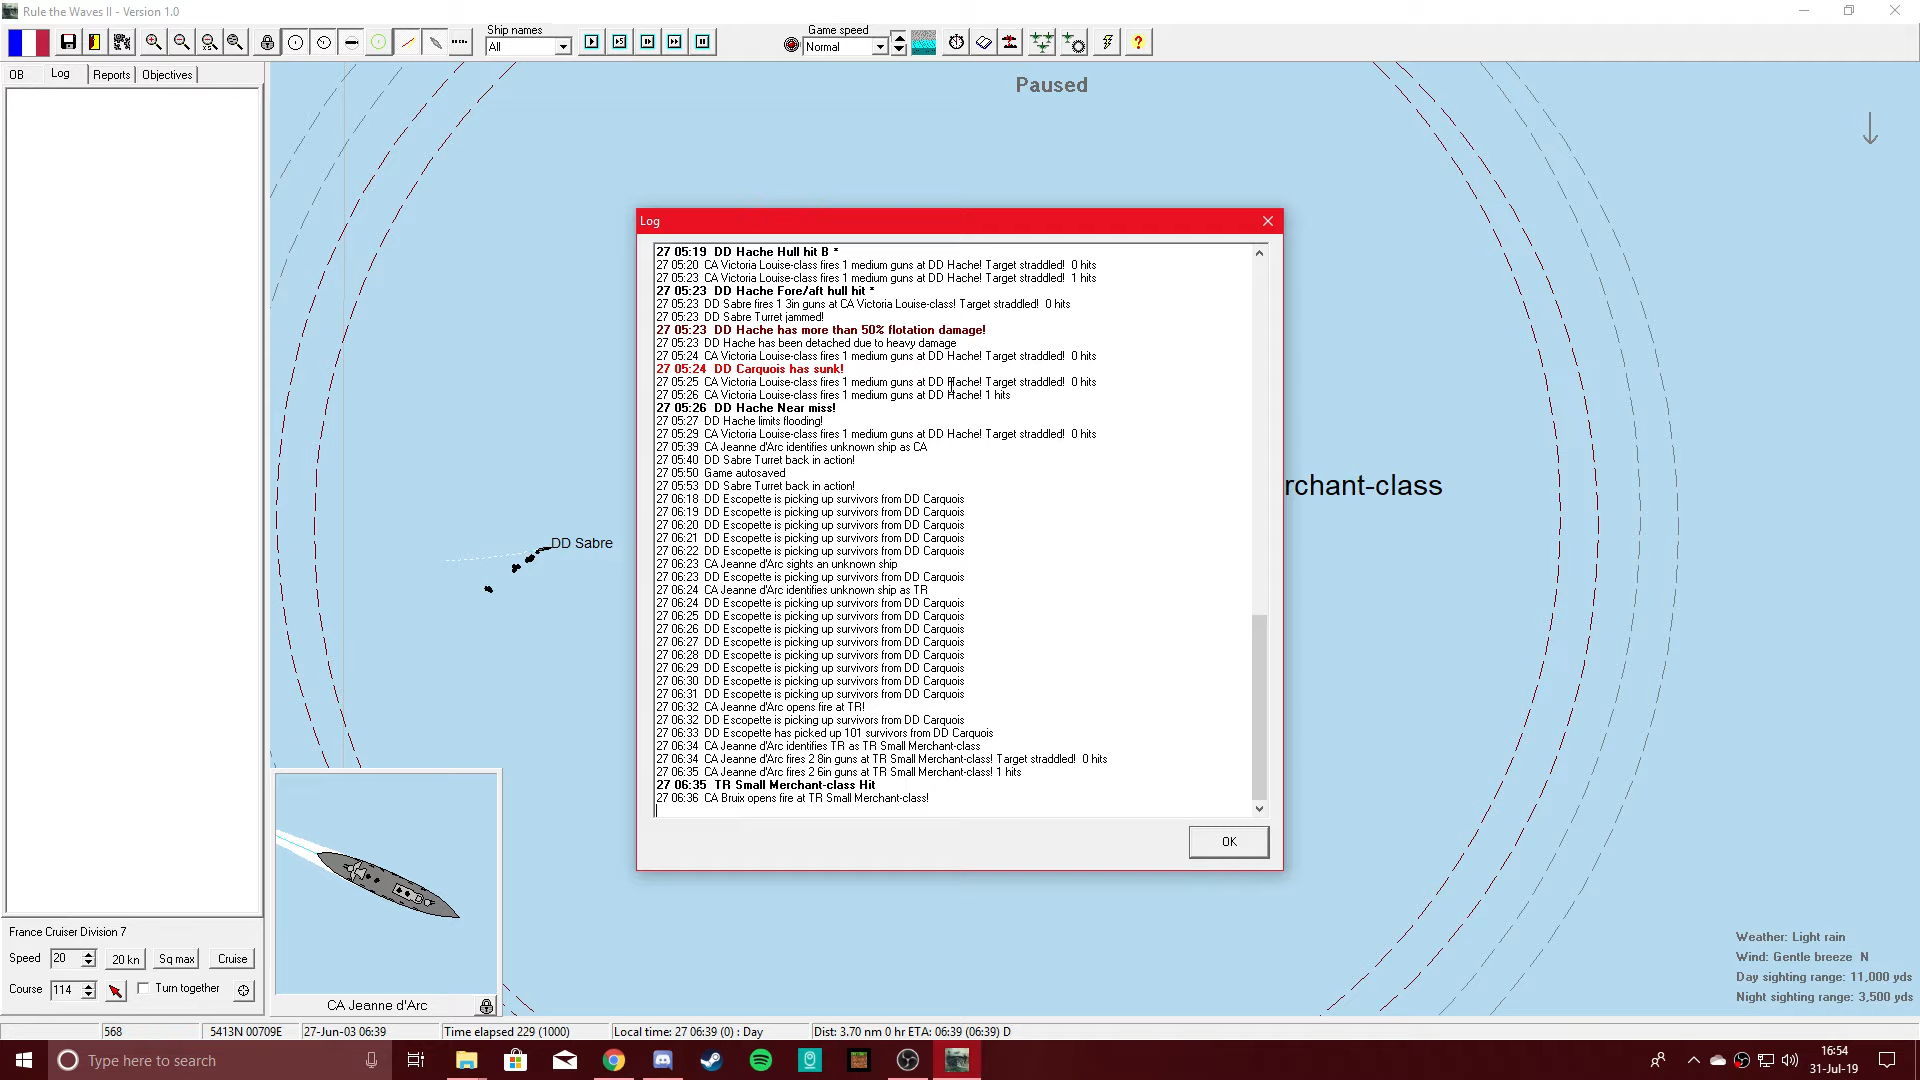 Rule the Waves II - Version 1.0
Ship names
All
Game speed
Normal
OB
Log
Reports
Objectives
Paused
Log
27 05:19 DD Hache Hull hit B *
27 05:20 CA Victoria Louise-class fires 1 medium guns at DD Hache! Target straddled! 0 hits
27 05:23 CA Victoria Louise-class fires 1 medium guns at DD Hache! Target straddled! 1 hits
27 05:23 DD Hache Fore/aft hull hit *
27 05:23 DD Sabre fires 1 3in guns at CA Victoria Louise-class! Target straddled! 0 hits
27 05:23 DD Sabre Turret jammed!
27 05:23 DD Hache has more than 50% flotation damage!
27 05:23 DD Hache has been detached due to heavy damage
27 05:24 CA Victoria Louise-class fires 1 medium guns at DD Hache! Target straddled! 0 hits
27 05:24 DD Carquois has sunk!
27 05:25 CA Victoria Louise-class fires 1 medium guns at DD Hache! Target straddled! 0 hits
27 05:26 CA Victoria Louise-class fires 1 medium guns at DD Hache! 1 hits
27 05:26 DD Hache Near miss!
27 05:27 DD Hache limits flooding!
27 05:29 CA Victoria Louise-class fires 1 medium guns at DD Hache! Target straddled! 0 hits
27 05:39 CA Jeanne d'Arc identifies unknown ship as CA
27 05:40 DD Sabre Turret back in action!
27 05:50 Game autosaved
27 05:53 DD Sabre Turret back in action!
27 06:18 DD Escopette is picking up survivors from DD Carquois
27 06:19 DD Escopette is picking up survivors from DD Carquois
27 06:20 DD Escopette is picking up survivors from DD Carquois
27 06:21 DD Escopette is picking up survivors from DD Carquois
27 06:22 DD Escopette is picking up survivors from DD Carquois
27 06:23 CA Jeanne d'Arc sights an unknown ship
27 06:23 DD Escopette is picking up survivors from DD Carquois
27 06:24 CA Jeanne d'Arc identifies unknown ship as TR
27 06:24 DD Escopette is picking up survivors from DD Carquois
27 06:25 DD Escopette is picking up survivors from DD Carquois
27 06:26 DD Escopette is picking up survivors from DD Carquois
27 06:27 DD Escopette is picking up survivors from DD Carquois
27 06:28 DD Escopette is picking up survivors from DD Carquois
27 06:29 DD Escopette is picking up survivors from DD Carquois
27 06:30 DD Escopette is picking up survivors from DD Carquois
27 06:31 DD Escopette is picking up survivors from DD Carquois
27 06:32 CA Jeanne d'Arc opens fire at TR!
27 06:32 DD Escopette is picking up survivors from DD Carquois
27 06:33 DD Escopette has picked up 101 survivors from DD Carquois
27 06:34 CA Jeanne d'Arc identifies TR as TR Small Merchant-class
27 06:34 CA Jeanne d'Arc fires 2 8in guns at TR Small Merchant-class! Target straddled! 0 hits
27 06:35 CA Jeanne d'Arc fires 2 6in guns at TR Small Merchant-class! 1 hits
27 06:35 TR Small Merchant-class Hit
27 06:36 CA Bruix opens fire at TR Small Merchant-class!
OK
rchant-class
DD Sabre
France Cruiser Division 7
Speed 20 20 kn Sq max Cruise
Course 114 Turn together
CA Jeanne d'Arc
Weather: Light rain
Wind: Gentle breeze N
Day sighting range: 11,000 yds
Night sighting range: 3,500 yds
568 5413N 00709E 27-Jun-03 06:39 Time elapsed 229 (1000) Local time: 27 06:39 (0) : Day Dist: 3.70 nm 0 hr ETA: 06:39 (06:39) D
Type here to search
16:54
31-Jul-19